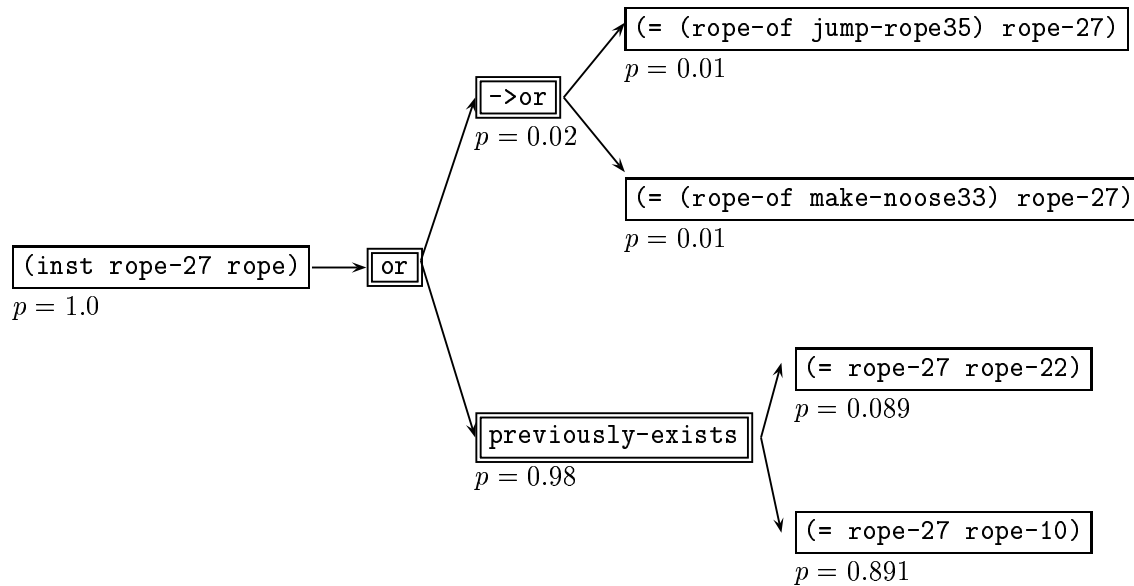 (= (rope-of jump-rope35) rope-27)
p = 0.01
->or
p = 0.02
(= (rope-of make-noose33) rope-27)
p = 0.01
(inst rope-27 rope)
or
p = 1.0
(= rope-27 rope-22)
p = 0.089
previously-exists
p = 0.98
(= rope-27 rope-10)
p = 0.891